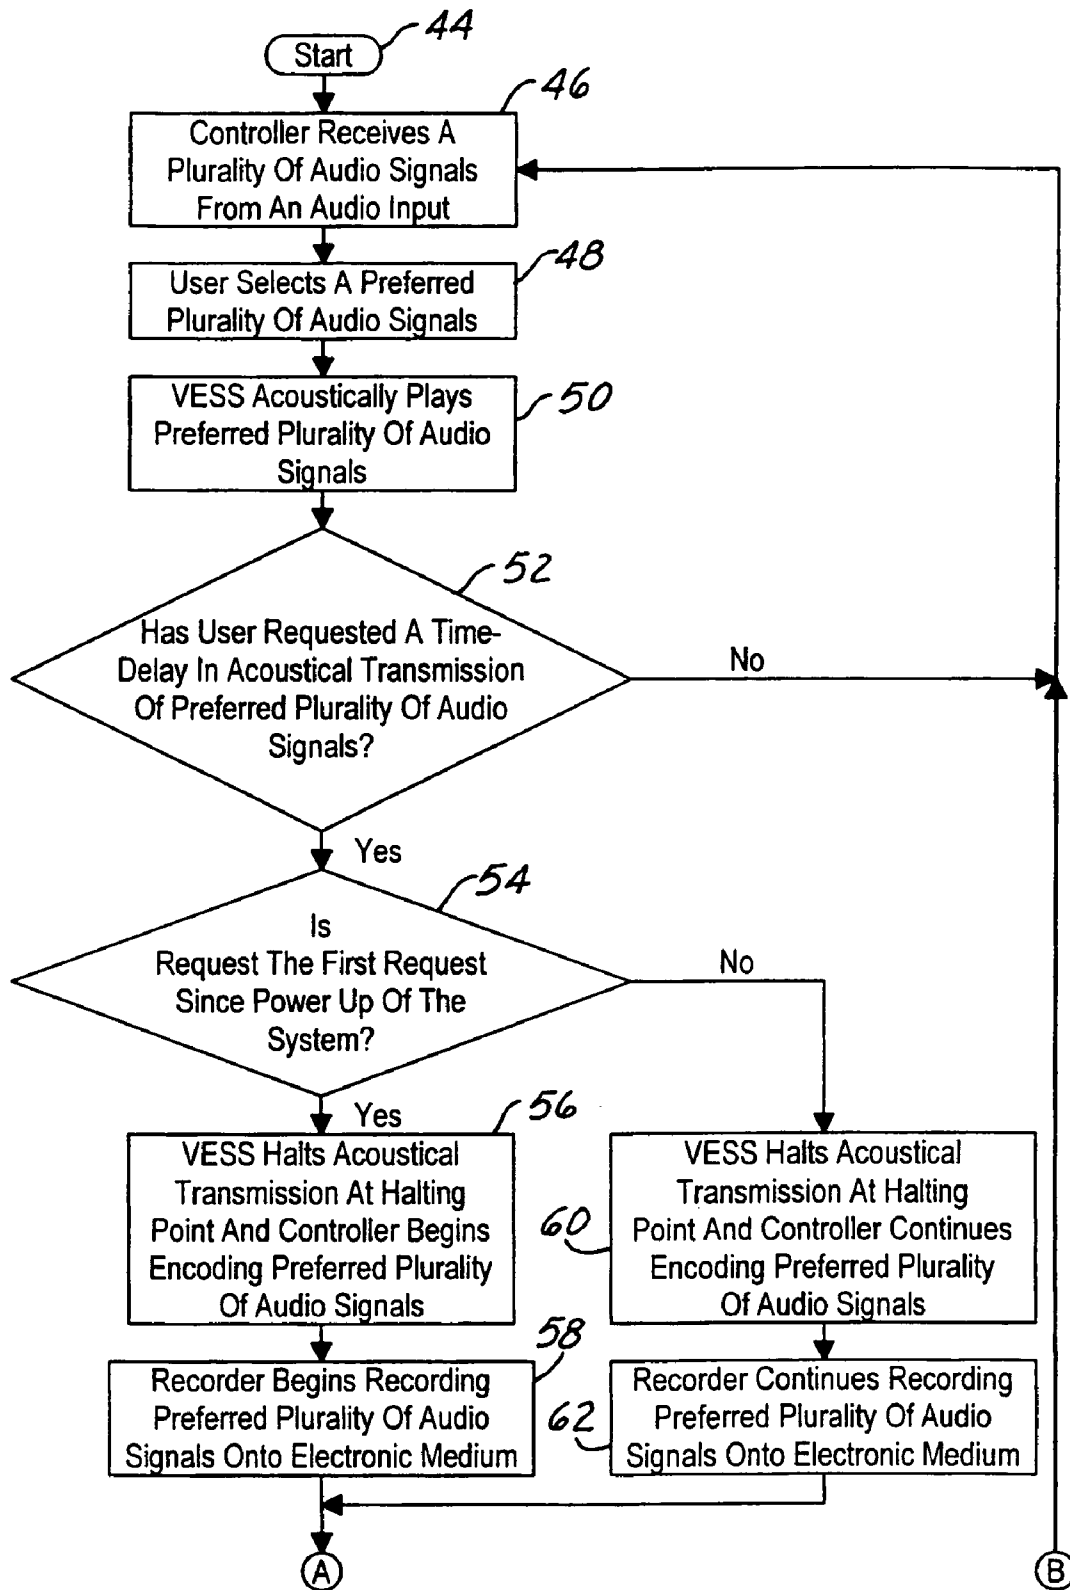 44
Start
46
Controller Receives A
Plurality Of Audio Signals
From An Audio Input
48
User Selects A Preferred
Plurality Of Audio Signals
50
VESS Acoustically Plays
Preferred Plurality Of Audio
Signals
52
Has User Requested A Time-
Delay In Acoustical Transmission
Of Preferred Plurality Of Audio
Signals?
No
Yes
54
Is
Request The First Request
Since Power Up Of The
System?
No
Yes
56
VESS Halts Acoustical
Transmission At Halting
Point And Controller Begins
Encoding Preferred Plurality
Of Audio Signals
60
VESS Halts Acoustical
Transmission At Halting
Point And Controller Continues
Encoding Preferred Plurality
Of Audio Signals
58
Recorder Begins Recording
Preferred Plurality Of Audio
Signals Onto Electronic Medium
62
Recorder Continues Recording
Preferred Plurality Of Audio
Signals Onto Electronic Medium
A
B